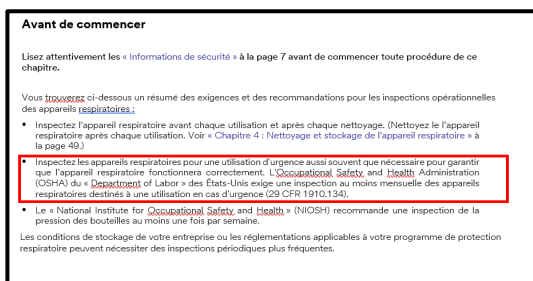 Avant de commencer
Lisez attentivement les « Informations de sécurité » à la page 7 avant de commencer toute procédure de ce
chapitre.
Vous trouverez ci-dessous un résumé des exigences et des recommandations pour les inspections opérationnelles
des appareils respiratoires :
• Inspectez l'appareil respiratoire avant chaque utilisation et après chaque nettoyage. (Nettoyez le l'appareil
respiratoire après chaque utilisation. Voir « Chapitre 4 : Nettoyage et stockage de l'appareil respiratoire » à
la page 49.)
• Inspectez les appareils respiratoires pour une utilisation d'urgence aussi souvent que nécessaire pour garantir
que l'appareil respiratoire fonctionnera correctement. L'Occupational Safety and Health Administration
(OSHA) du « Department of Labor » des États-Unis exige une inspection au moins mensuelle des appareils
respiratoires destinés à une utilisation en cas d'urgence (29 CFR 1910.134).
• Le « National Institute for Occupational Safety and Health » (NIOSH) recommande une inspection de la
pression des bouteilles au moins une fois par semaine.
Les conditions de stockage de votre entreprise ou les réglementations applicables à votre programme de protection
respiratoire peuvent nécessiter des inspections périodiques plus fréquentes.